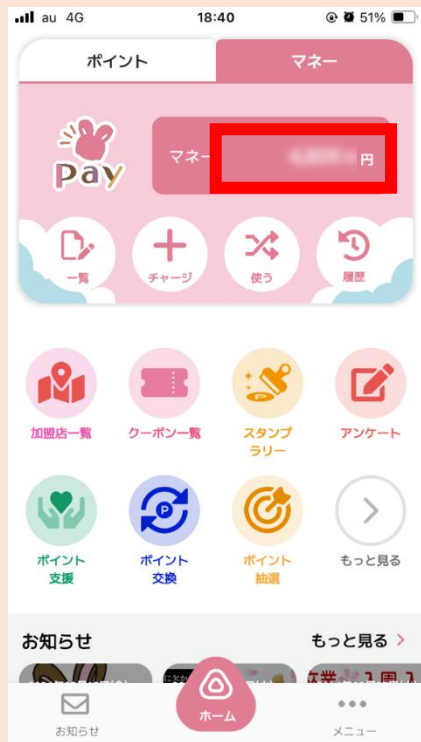 au 4G 18:40 51%
ポイント マネー
pay
マネー 円
一覧 チャージ 使う 履歴
加盟店一覧 クーポン一覧 スタンプ アンケート
ラリー
ポイント ポイント ポイント もっと見る
支援 交換 抽選
お知らせ もっと見る >
ホーム
お知らせ メニュー